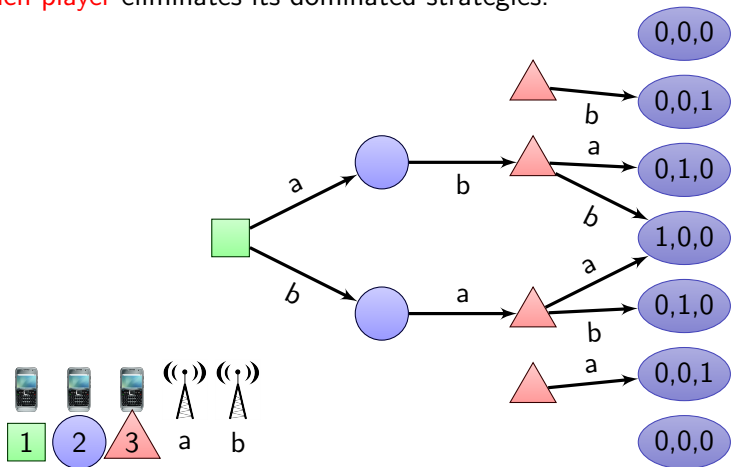 player eliminates its dominated strategies.
0,0,0
b
0,0,1
a
b
a
0,1,0
b
1,0,0
b
a
a
b
0,1,0
a
0,0,1
1 2 3 a b
0,0,0